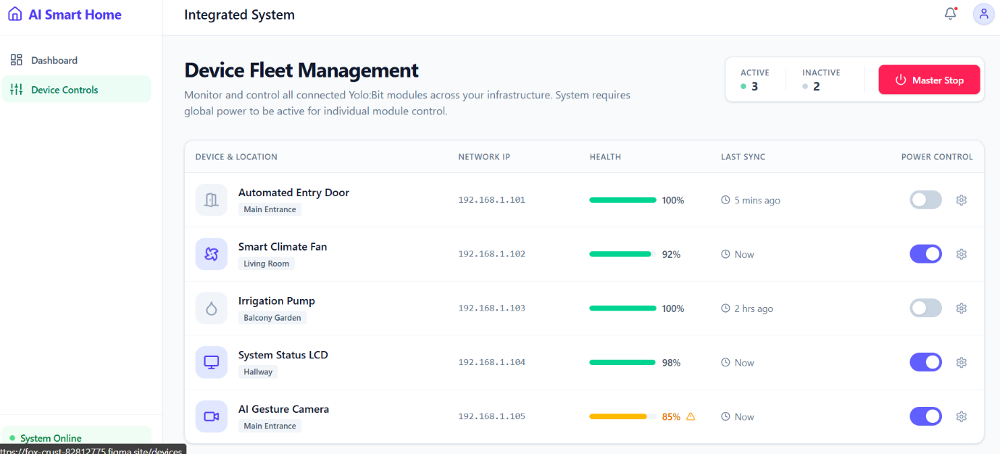 AI Smart Home
Integrated System
Dashboard
Device Controls
Device Fleet Management
Monitor and control all connected Yolo:Bit modules across your infrastructure. System requires
global power to be active for individual module control.
ACTIVE
3
INACTIVE
2
Master Stop
DEVICE & LOCATION NETWORK IP HEALTH LAST SYNC POWER CONTROL
Automated Entry Door
Main Entrance
192.168.1.101 100% 5 mins ago
Smart Climate Fan
Living Room
192.168.1.102 92% Now
Irrigation Pump
Balcony Garden
192.168.1.103 100% 2 hrs ago
System Status LCD
Hallway
192.168.1.104 98% Now
AI Gesture Camera
Main Entrance
192.168.1.105 85% Now
System Online
ttps://fox-crust-82812775.figma.site/devices